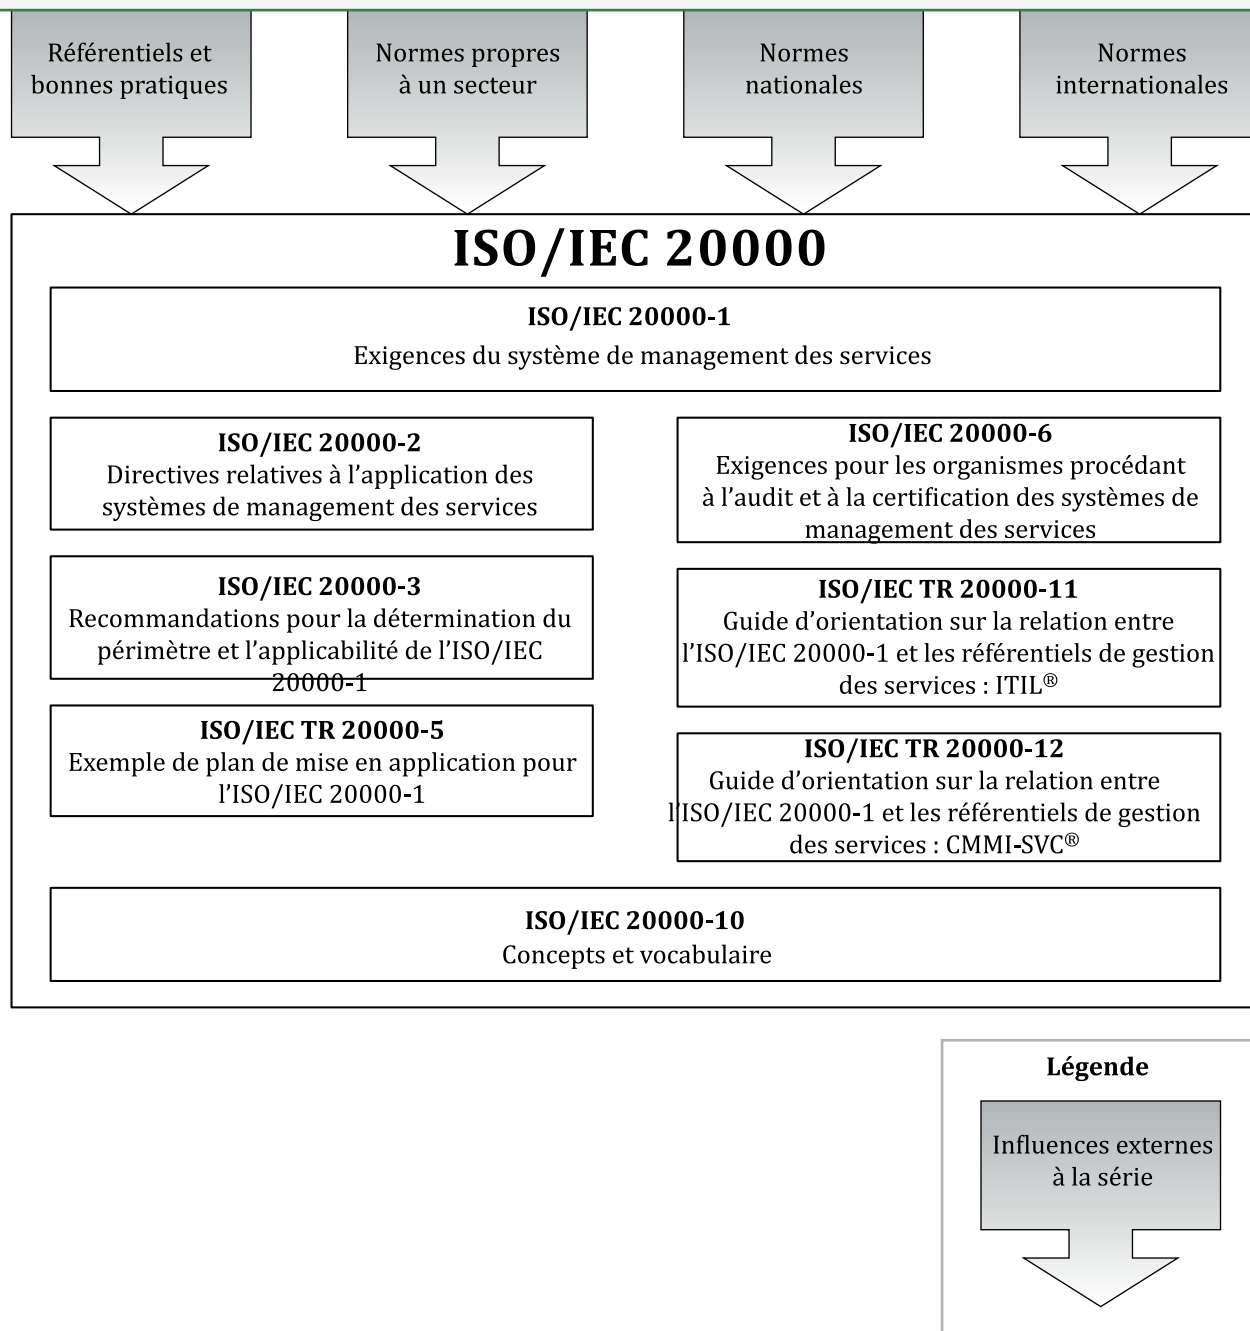 Référentiels et
bonnes pratiques
Normes propres
à un secteur
Normes
nationales
Normes
internationales
ISO/IEC 20000
ISO/IEC 20000-1
Exigences du système de management des services
ISO/IEC 20000-2
Directives relatives à l’application des
systèmes de management des services
ISO/IEC 20000-3
Recommandations pour la détermination du
périmètre et l’applicabilité de l’ISO/IEC
20000-1
ISO/IEC TR 20000-5
Exemple de plan de mise en application pour
l’ISO/IEC 20000-1
ISO/IEC 20000-6
Exigences pour les organismes procédant
à l’audit et à la certification des systèmes de
management des services
ISO/IEC TR 20000-11
Guide d’orientation sur la relation entre
l’ISO/IEC 20000-1 et les référentiels de gestion
des services : ITIL®
ISO/IEC TR 20000-12
Guide d’orientation sur la relation entre
l’ISO/IEC 20000-1 et les référentiels de gestion
des services : CMMI-SVC®
ISO/IEC 20000-10
Concepts et vocabulaire
Légende
Influences externes
à la série